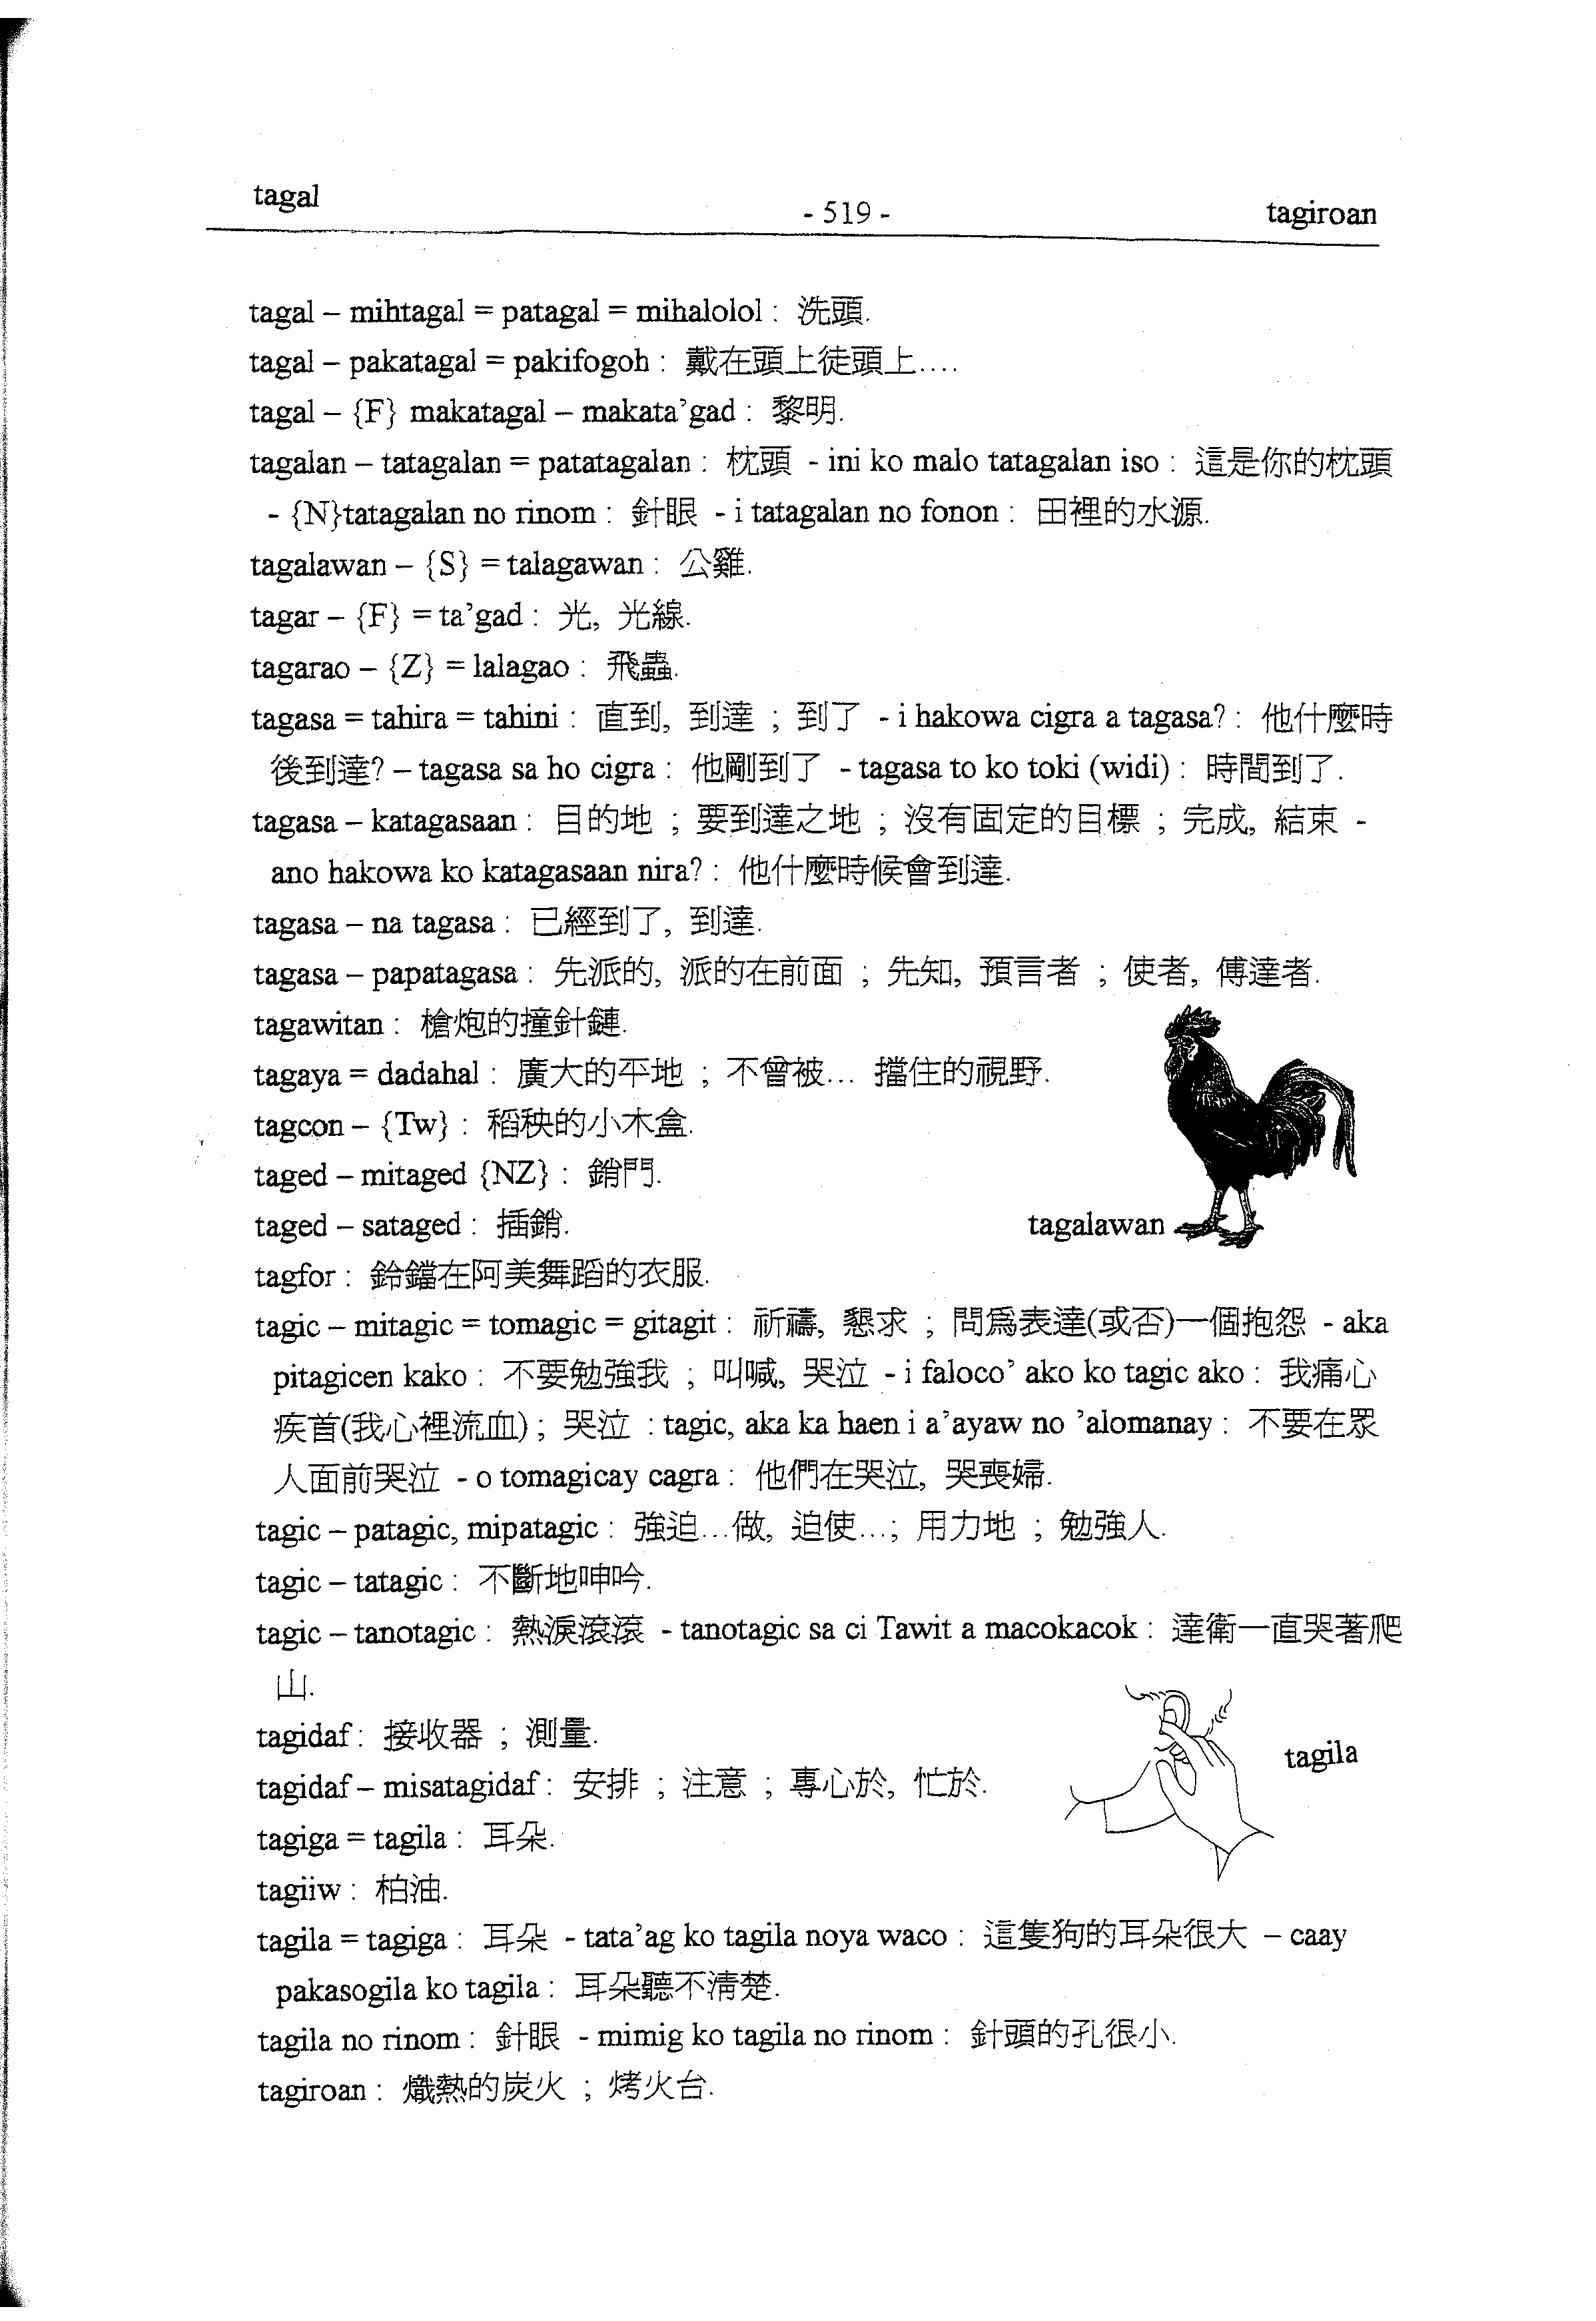 tagal
- 519 -
tagiroan
tagal – mihtagal = patagal = mihalolol : 洗頭.
tagal – pakatagal = pakifogoh : 戴在頭上徒頭上....
tagal – {F} makatagal – makata’gad : 黎明.
tagalan – tatagalan = patatagalan : 枕頭 - ini ko malo tatagalan iso : 這是你的枕頭
- {N}tatagalan no rinom : 針眼 - i tatagalan no fonon : 田裡的水源.
tagalawan – {S} = talagawan : 公雞.
tagar – {F} = ta’gad : 光, 光線.
tagarao – {Z} = lalagao : 飛蟲.
tagasa = tahira = tahini : 直到, 到達 ; 到了 - i hakowa cigra a tagasa? : 他什麼時
後到達? – tagasa sa ho cigra : 他剛到了 - tagasa to ko toki (widi) : 時間到了.
tagasa – katagasaan : 目的地 ; 要到達之地 ; 沒有固定的目標 ; 完成, 結束 -
ano hakowa ko katagasaan nira? : 他什麼時候會到達.
tagasa – na tagasa : 已經到了, 到達.
tagasa – papatagasa : 先派的, 派的在前面 ; 先知, 預言者 ; 使者, 傅達者.
tagawitan : 槍炮的撞針鏈.
tagaya = dadahal : 廣大的平地 ; 不曾被... 擋住的視野.
tagcon – {Tw} : 稻秧的小木盒.
taged – mitaged {NZ} : 銷門.
taged – sataged : 插銷.
tagalawan
tagfor : 鈴鐺在阿美舞蹈的衣服.
tagic – mitagic = tomagic = gitagit : 祈禱, 懇求 ; 問爲表達(或否)一個抱怨 - aka
pitagicen kako : 不要勉強我 ; 叫喊, 哭泣 - i faloco’ ako ko tagic ako : 我痛心
疾首(我心裡流血) ; 哭泣 : tagic, aka ka haen i a’ayaw no ’alomanay : 不要在眾
人面前哭泣 - o tomagicay cagra : 他們在哭泣, 哭喪婦.
tagic – patagic, mipatagic : 強迫...做, 迫使...; 用力地 ; 勉強人.
tagic – tatagic : 不斷地呻吟.
tagic – tanotagic : 熱淚滾滾 - tanotagic sa ci Tawit a macokacok : 達衛一直哭著爬
山.
tagidaf : 接收器 ; 測量.
tagila
tagidaf – misatagidaf : 安排 ; 注意 ; 專心於, 忙於.
tagiga = tagila : 耳朵.
tagiiw : 柏油.
tagila = tagiga : 耳朵 - tata’ag ko tagila noya waco : 這隻狗的耳朵很大 – caay
pakasogila ko tagila : 耳朵聽不清楚.
tagila no rinom : 針眼 - mimig ko tagila no rinom : 針頭的孔很小.
tagiroan : 熾熱的炭火 ; 烤火台.